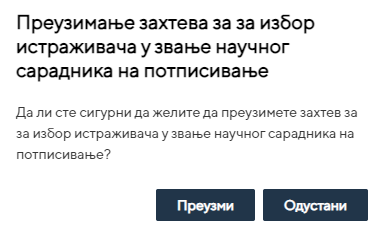 Преузимање захтева за за избор
истраживача у звање научног
сарадника на потписивање
Да ли сте сигурни да желите да преузимете захтев за
за избор истраживача у звање научног сарадника на
потписивање?
Преузми
Одустани